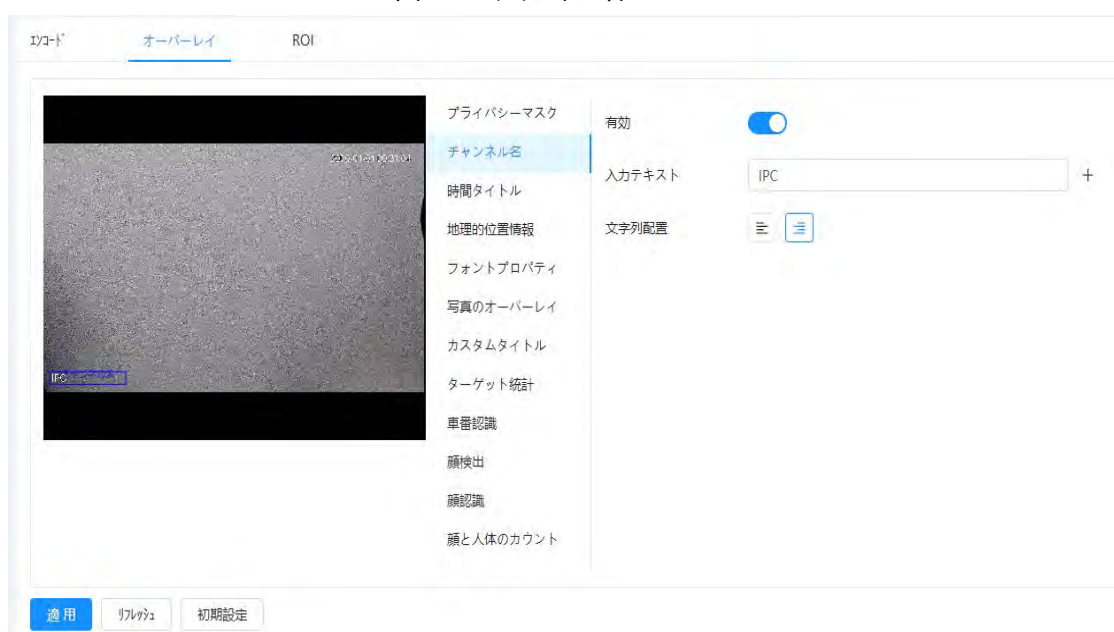 ｴﾝｺｰﾄﾞ
オーバーレイ
ROI
プライバシーマスク
チャンネル名
時間タイトル
地理的位置情報
フォントプロパティ
写真のオーバーレイ
カスタムタイトル
ターゲット統計
車番認識
顔検出
顔認識
顔と人体のカウント
有効
入力テキスト
IPC
+
文字列配置
IPC
適用
ﾘﾌﾚｯｼｭ
初期設定